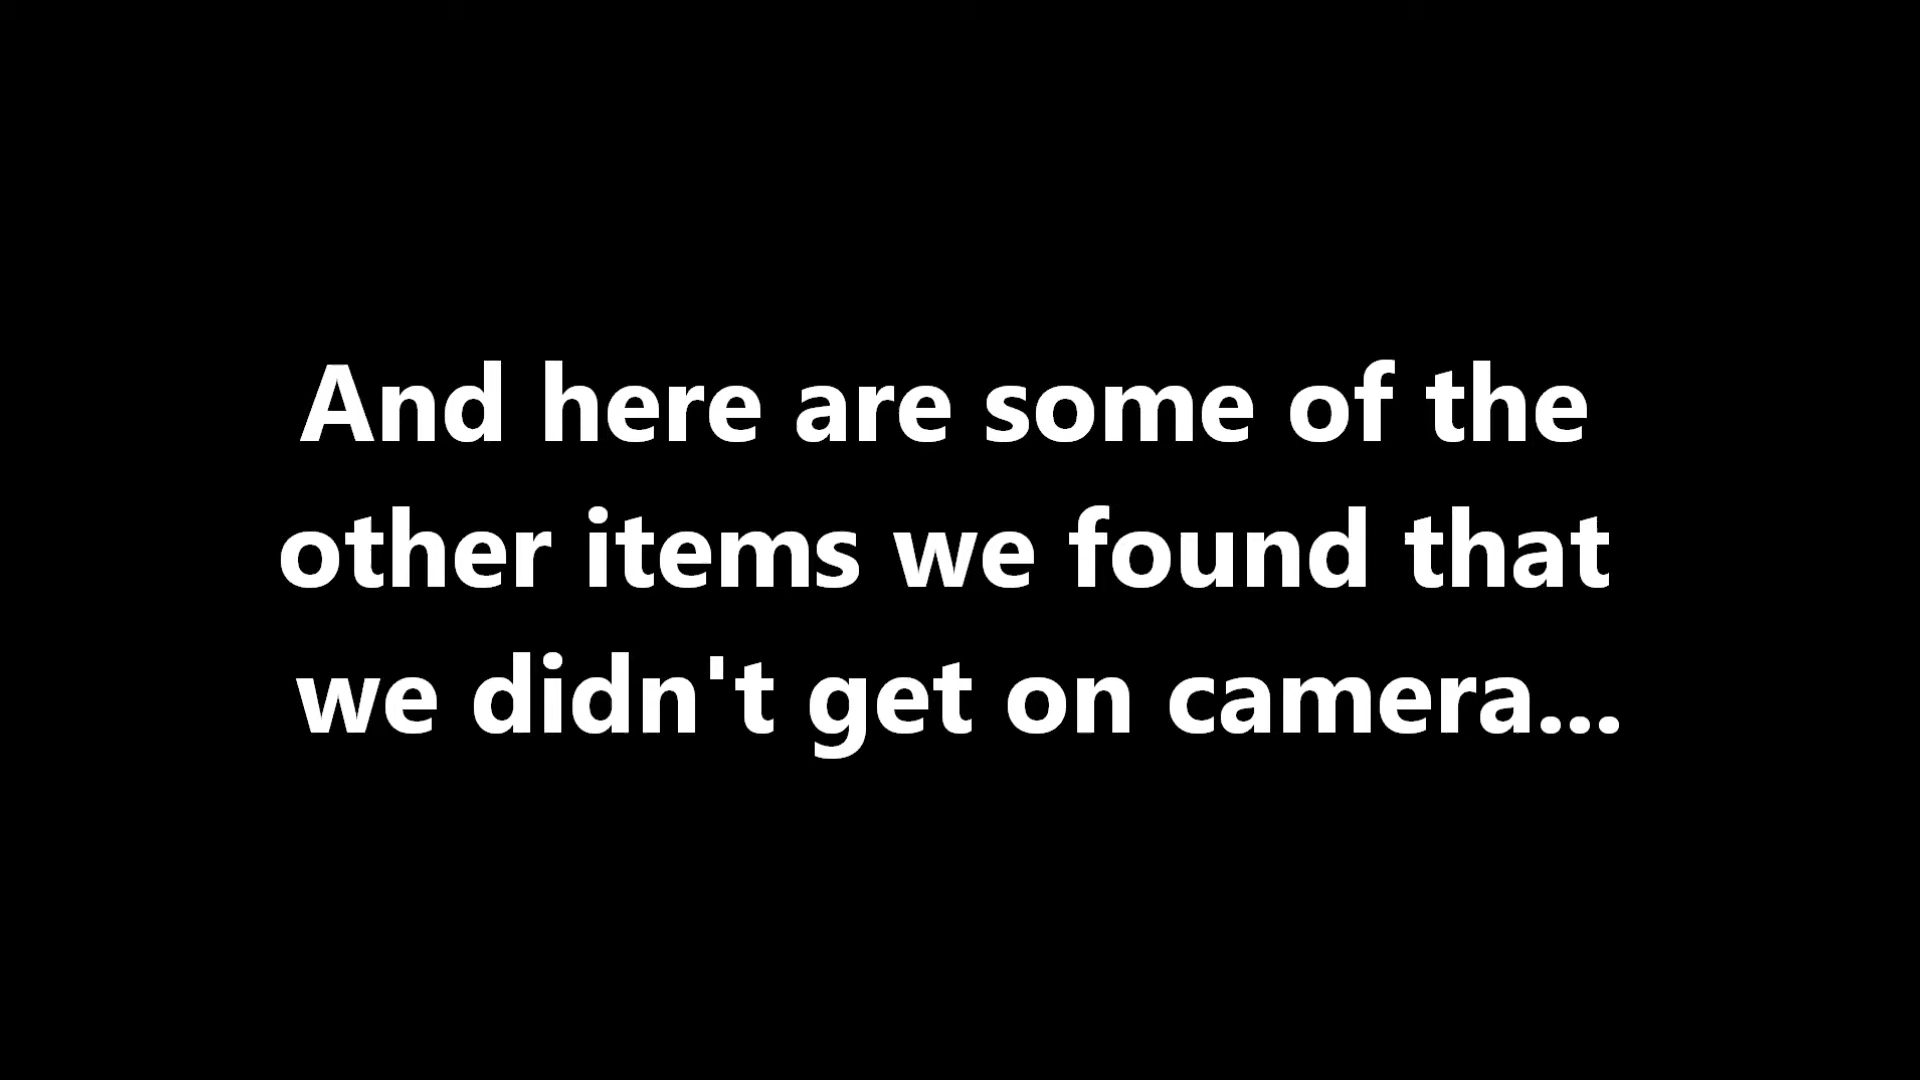 And here are some of the
other items we found that
we didn't get on camera...